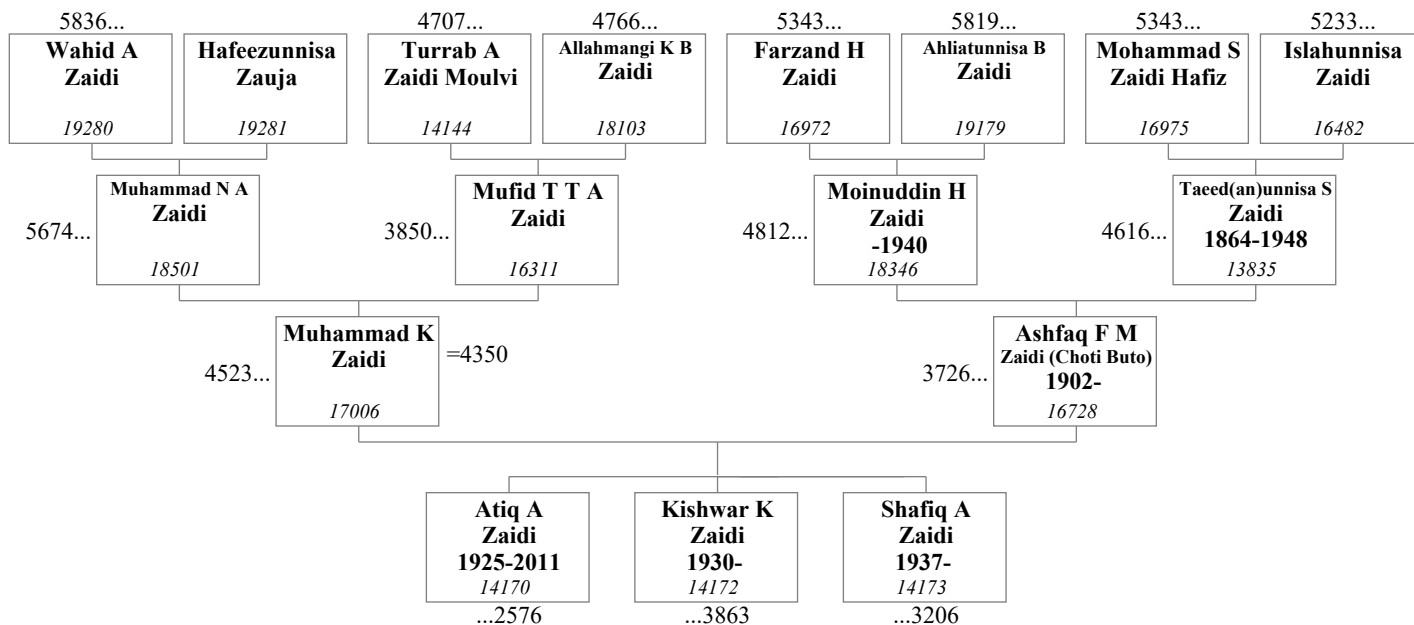 5836...
4707...
4766...
5343...
5819...
5343...
5233...
Wahid A
Zaidi
19280
Hafeezunnisa
Zauja
19281
Turrab A
Zaidi Moulvi
14144
Allahmangi K B
Zaidi
18103
Farzand H
Zaidi
16972
Ahliatunnisa B
Zaidi
19179
Mohammad S
Zaidi Hafiz
16975
Islahunnisa
Zaidi
16482
5674...
Muhammad N A
Zaidi
18501
3850...
Mufid T T A
Zaidi
16311
4812...
Moinuddin H
Zaidi
-1940
18346
4616...
Taeed(an)unnisa S
Zaidi
1864-1948
13835
4523...
Muhammad K
Zaidi
17006
=4350
3726...
Ashfaq F M
Zaidi (Choti Buto)
1902-
16728
Atiq A
Zaidi
1925-2011
14170
...2576
Kishwar K
Zaidi
1930-
14172
...3863
Shafiq A
Zaidi
1937-
14173
...3206